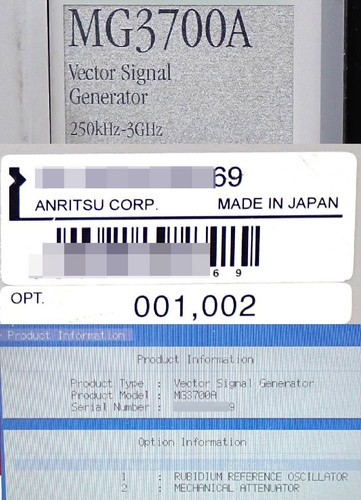 MG3700A
Vector Signal
Generator
250kHz-3GHz
69
ANRITSU CORP. MADE IN JAPAN
6 9
OPT. 001,002
Product Information
Product Information
Product Type : Vector Signal Generator
Product Model : MG3700A
Serial Number : 9
Option Information
1 : RUBIDIUM REFERENCE OSCILLATOR
2 : MECHANICAL ATTENUATOR